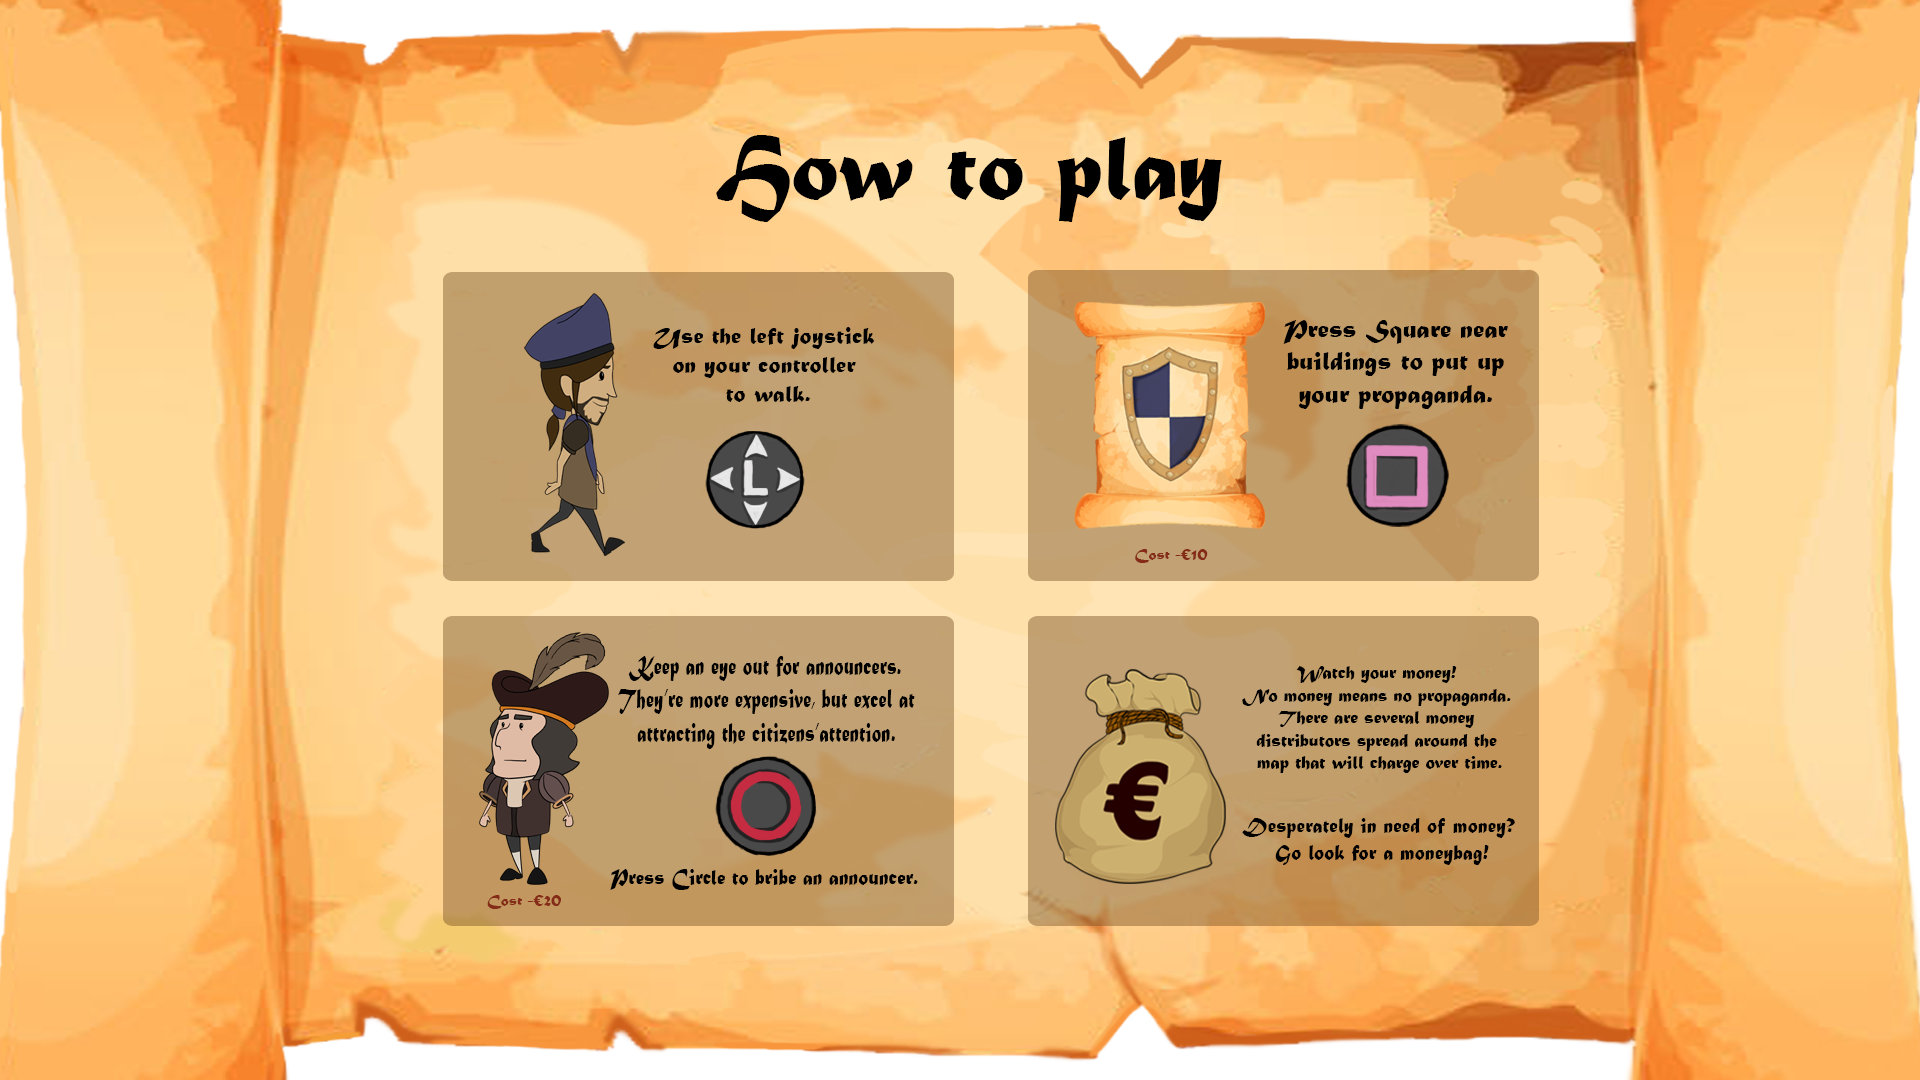 How to play
Use the left joystick
on your controller
to walk.
L
Press Square near
buildings to put up
your propaganda.
Cost -€10
Keep an eye out for announcers.
They're more expensive, but excel at
attracting the citizens'attention.
Press Circle to bribe an announcer.
Cost -€20
Watch your money!
No money means no propaganda.
There are several money
distributors spread around the
map that will charge over time.
€
Desperately in need of money?
Go look for a moneybag!